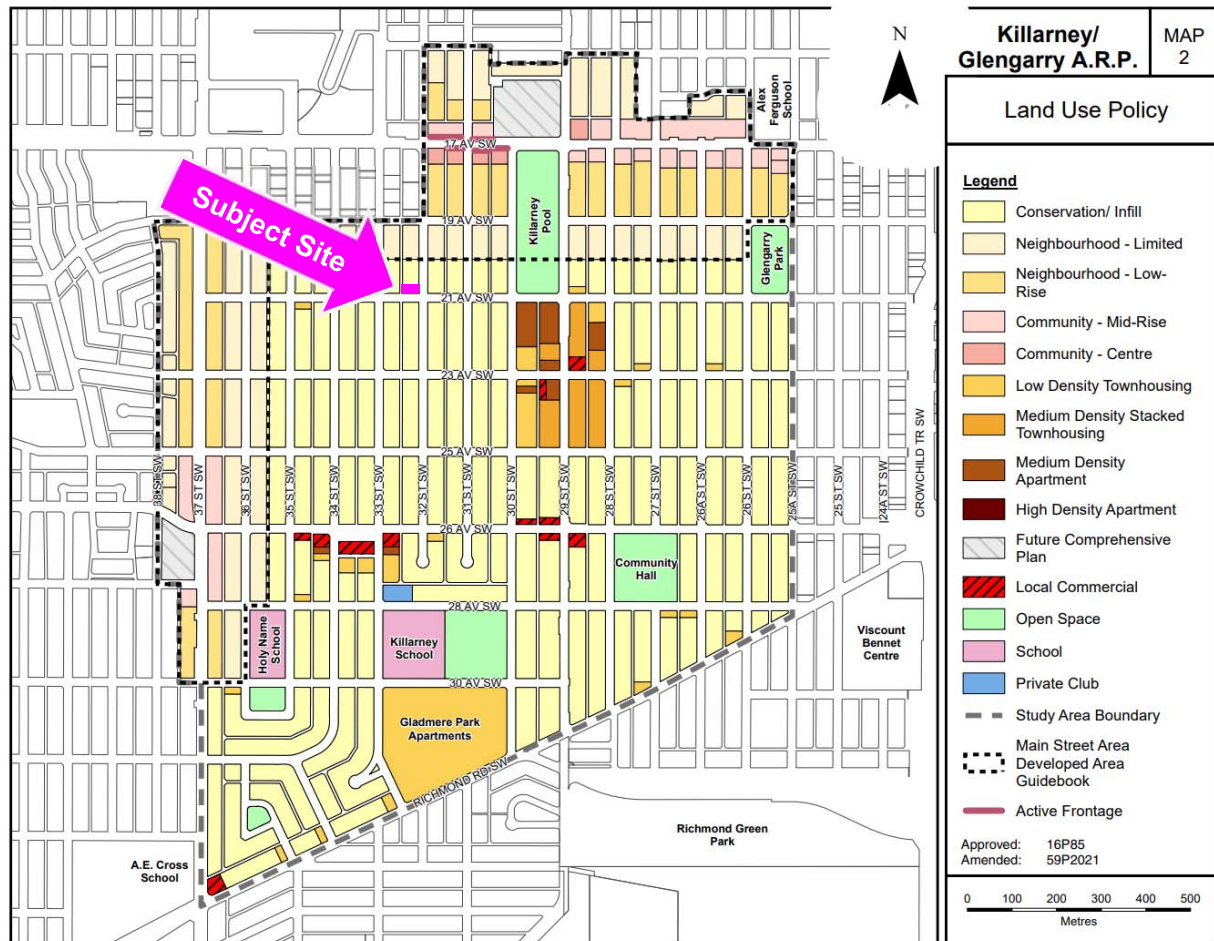 Killarney/
Glengarry A.R.P.
MAP
2
Land Use Policy
Legend
Conservation/ Infill
Neighbourhood - Limited
Neighbourhood - Low-
Rise
Community - Mid-Rise
Community - Centre
Low Density Townhousing
Medium Density Stacked
Townhousing
Medium Density
Apartment
High Density Apartment
Future Comprehensive
Plan
Local Commercial
Open Space
School
Private Club
Study Area Boundary
Main Street Area
Developed Area
Guidebook
Active Frontage
Approved: 16P85
Amended: 59P2021
0 100 200 300 400 500
Metres
N
Alex
Ferguson
School
17 AV SW
Subject Site
19 AV SW
Killarney
Pool
Glengarry
Park
21 AV SW
23 AV SW
25 AV SW
38 ST SW
37 ST SW
36 ST SW
35 ST SW
34 ST SW
33 ST SW
32 ST SW
31 ST SW
30 ST SW
29 ST SW
28 ST SW
27 ST SW
26A ST SW
26 ST SW
25A ST SW
25 ST SW
24A ST SW
CROWCHILD TR SW
26 AV SW
Community
Hall
28 AV SW
Holy Name
School
Killarney
School
Viscount
Bennet
Centre
30 AV SW
Gladmere Park
Apartments
RICHMOND RD SW
Richmond Green
Park
A.E. Cross
School